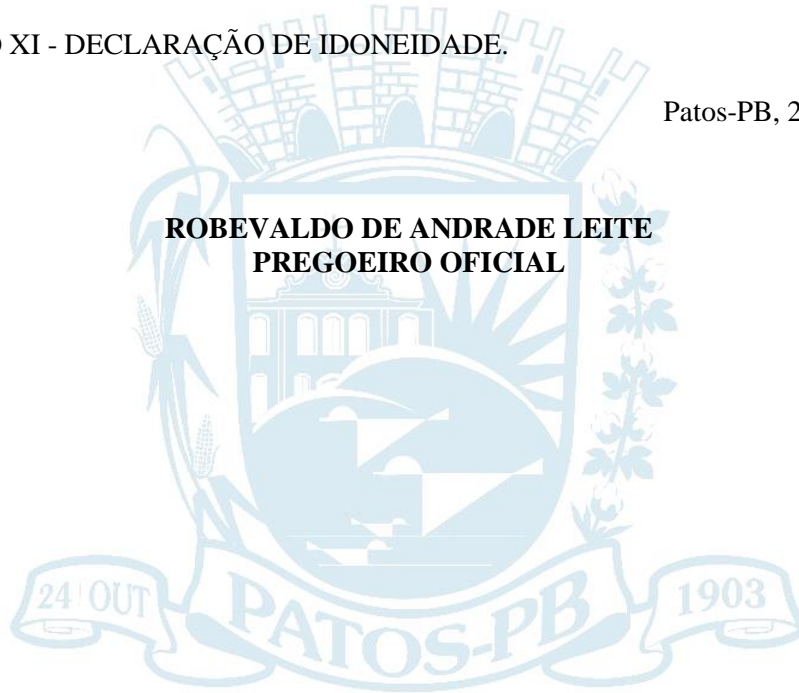 XI - DECLARAÇÃO DE IDONEIDADE.
Patos-PB, 2
ROBEVALDO DE ANDRADE LEITE
PREGOEIRO OFICIAL
24 OUT
PATOS-PB
1903